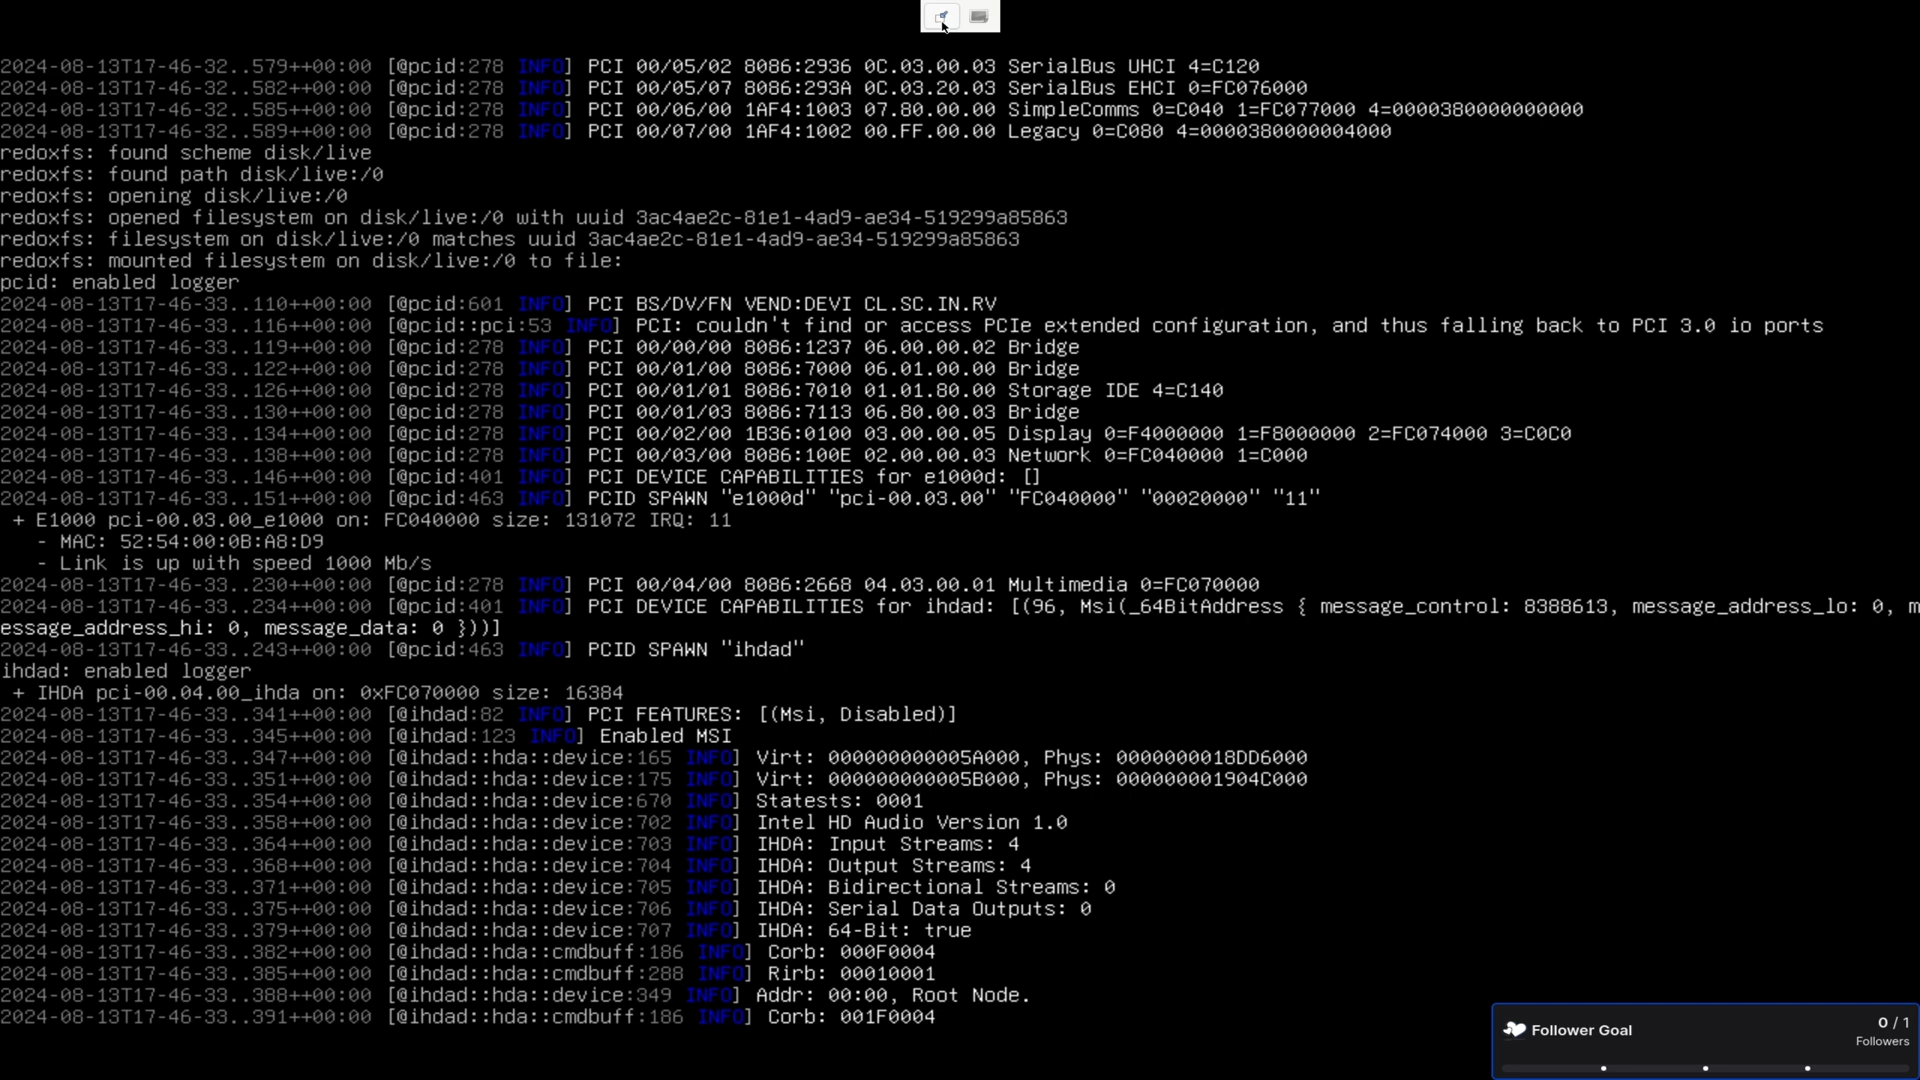 2024-08-13T17-46-32..579++00:00 [@pcid:278 INFO] PCI 00/05/02 8086:2936 0C.03.00.03 SerialBus UHCI 4=C120
2024-08-13T17-46-32..582++00:00 [@pcid:278 INFO] PCI 00/05/07 8086:293A 0C.03.20.03 SerialBus EHCI 0=FC076000
2024-08-13T17-46-32..585++00:00 [@pcid:278 INFO] PCI 00/06/00 1AF4:1003 07.80.00.00 SimpleComms 0=C040 1=FC077000 4=0000380000000000
2024-08-13T17-46-32..589++00:00 [@pcid:278 INFO] PCI 00/07/00 1AF4:1002 00.FF.00.00 Legacy 0=C080 4=0000380000004000
redoxfs: found scheme disk/live
redoxfs: found path disk/live:/0
redoxfs: opening disk/live:/0
redoxfs: opened filesystem on disk/live:/0 with uuid 3ac4ae2c-81e1-4ad9-ae34-519299a85863
redoxfs: filesystem on disk/live:/0 matches uuid 3ac4ae2c-81e1-4ad9-ae34-519299a85863
redoxfs: mounted filesystem on disk/live:/0 to file:
pcid: enabled logger
2024-08-13T17-46-33..110++00:00 [@pcid:601 INFO] PCI BS/DV/FN VEND:DEVI CL.SC.IN.RV
2024-08-13T17-46-33..116++00:00 [@pcid::pci:53 INFO] PCI: couldn't find or access PCIe extended configuration, and thus falling back to PCI 3.0 io ports
2024-08-13T17-46-33..119++00:00 [@pcid:278 INFO] PCI 00/00/00 8086:1237 06.00.00.02 Bridge
2024-08-13T17-46-33..122++00:00 [@pcid:278 INFO] PCI 00/01/00 8086:7000 06.01.00.00 Bridge
2024-08-13T17-46-33..126++00:00 [@pcid:278 INFO] PCI 00/01/01 8086:7010 01.01.80.00 Storage IDE 4=C140
2024-08-13T17-46-33..130++00:00 [@pcid:278 INFO] PCI 00/01/03 8086:7113 06.80.00.03 Bridge
2024-08-13T17-46-33..134++00:00 [@pcid:278 INFO] PCI 00/02/00 1B36:0100 03.00.00.05 Display 0=F4000000 1=F8000000 2=FC074000 3=C0C0
2024-08-13T17-46-33..138++00:00 [@pcid:278 INFO] PCI 00/03/00 8086:100E 02.00.00.03 Network 0=FC040000 1=C000
2024-08-13T17-46-33..146++00:00 [@pcid:401 INFO] PCI DEVICE CAPABILITIES for e1000d: []
2024-08-13T17-46-33..151++00:00 [@pcid:463 INFO] PCID SPAWN "e1000d" "pci-00.03.00" "FC040000" "00020000" "11"
+ E1000 pci-00.03.00_e1000 on: FC040000 size: 131072 IRQ: 11
- MAC: 52:54:00:0B:A8:D9
- Link is up with speed 1000 Mb/s
2024-08-13T17-46-33..230++00:00 [@pcid:278 INFO] PCI 00/04/00 8086:2668 04.03.00.01 Multimedia 0=FC070000
2024-08-13T17-46-33..234++00:00 [@pcid:401 INFO] PCI DEVICE CAPABILITIES for ihdad: [(96, Msi(_64BitAddress { message_control: 8388613, message_address_lo: 0, m
essage_address_hi: 0, message_data: 0 }))]
2024-08-13T17-46-33..243++00:00 [@pcid:463 INFO] PCID SPAWN "ihdad"
ihdad: enabled logger
+ IHDA pci-00.04.00_ihda on: 0xFC070000 size: 16384
2024-08-13T17-46-33..341++00:00 [@ihdad:82 INFO] PCI FEATURES: [(Msi, Disabled)]
2024-08-13T17-46-33..345++00:00 [@ihdad:123 INFO] Enabled MSI
2024-08-13T17-46-33..347++00:00 [@ihdad::hda::device:165 INFO] Virt: 000000000005A000, Phys: 0000000018DD6000
2024-08-13T17-46-33..351++00:00 [@ihdad::hda::device:175 INFO] Virt: 000000000005B000, Phys: 000000001904C000
2024-08-13T17-46-33..354++00:00 [@ihdad::hda::device:670 INFO] Statests: 0001
2024-08-13T17-46-33..358++00:00 [@ihdad::hda::device:702 INFO] Intel HD Audio Version 1.0
2024-08-13T17-46-33..364++00:00 [@ihdad::hda::device:703 INFO] IHDA: Input Streams: 4
2024-08-13T17-46-33..368++00:00 [@ihdad::hda::device:704 INFO] IHDA: Output Streams: 4
2024-08-13T17-46-33..371++00:00 [@ihdad::hda::device:705 INFO] IHDA: Bidirectional Streams: 0
2024-08-13T17-46-33..375++00:00 [@ihdad::hda::device:706 INFO] IHDA: Serial Data Outputs: 0
2024-08-13T17-46-33..379++00:00 [@ihdad::hda::device:707 INFO] IHDA: 64-Bit: true
2024-08-13T17-46-33..382++00:00 [@ihdad::hda::cmdbuff:186 INFO] Corb: 000F0004
2024-08-13T17-46-33..385++00:00 [@ihdad::hda::cmdbuff:288 INFO] Rirb: 00010001
2024-08-13T17-46-33..388++00:00 [@ihdad::hda::device:349 INFO] Addr: 00:00, Root Node.
2024-08-13T17-46-33..391++00:00 [@ihdad::hda::cmdbuff:186 INFO] Corb: 001F0004
Follower Goal
0 / 1
Followers